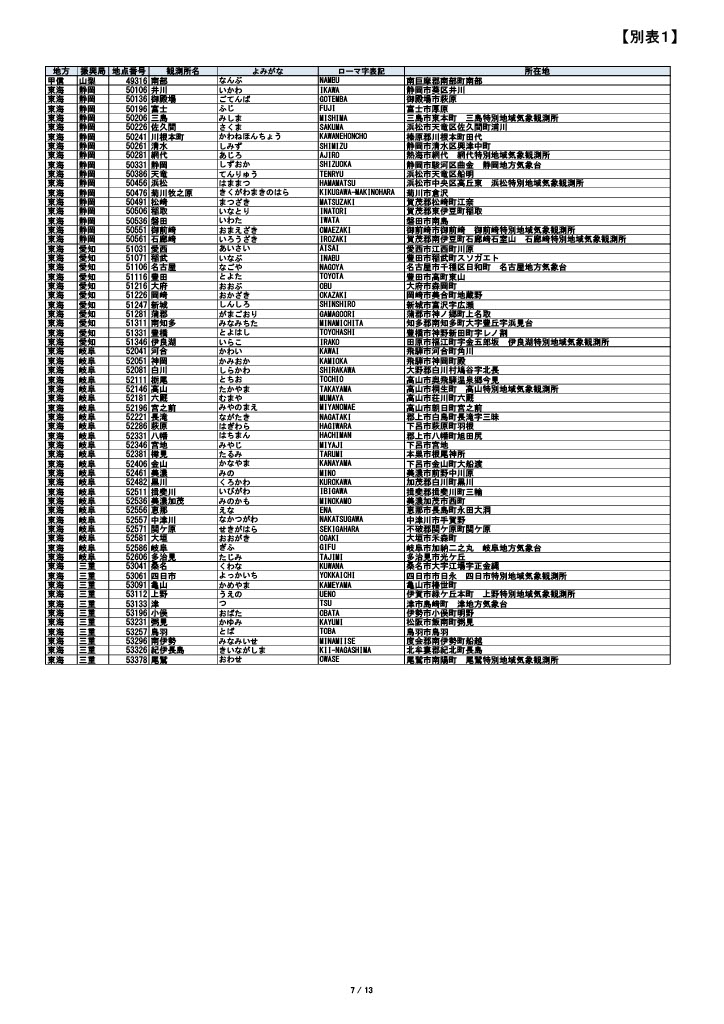 【別表1】
地方 振興局 地点番号 観測所名 よみがな ローマ字表記 所在地
甲信 山梨 49316 南部 なんぶ NAMBU 南巨摩郡南部町南部
東海 静岡 50106 井川 いかわ IKAWA 静岡市葵区井川
東海 静岡 50136 御殿場 ごてんば GOTEMBA 御殿場市萩原
東海 静岡 50196 富士 ふじ FUJI 富士市厚原
東海 静岡 50206 三島 みしま MISHIMA 三島市東本町 三島特別地域気象観測所
東海 静岡 50226 佐久間 さくま SAKUMA 浜松市天竜区佐久間町浦川
東海 静岡 50241 川根本町 かわねほんちょう KAWANEHONCHO 榛原郡川根本町田代
東海 静岡 50261 清水 しみず SHIMIZU 静岡市清水区興津中町
東海 静岡 50281 網代 あじろ AJIRO 熱海市網代 網代特別地域気象観測所
東海 静岡 50331 静岡 しずおか SHIZUOKA 静岡市駿河区曲金 静岡地方気象台
東海 静岡 50386 天竜 てんりゅう TENRYU 浜松市天竜区船明
東海 静岡 50456 浜松 はままつ HAMAMATSU 浜松市中央区高丘東 浜松特別地域気象観測所
東海 静岡 50476 菊川牧之原 きくがわまきのはら KIKUGAWA-MAKINOHARA 菊川市倉沢
東海 静岡 50491 松崎 まつざき MATSUZAKI 賀茂郡松崎町江奈
東海 静岡 50506 稲取 いなとり INATORI 賀茂郡東伊豆町稲取
東海 静岡 50536 磐田 いわた IWATA 磐田市南島
東海 静岡 50551 御前崎 おまえざき OMAEZAKI 御前崎市御前崎 御前崎特別地域気象観測所
東海 静岡 50561 石廊崎 いろうざき IROZAKI 賀茂郡南伊豆町石廊崎石室山 石廊崎特別地域気象観測所
東海 愛知 51031 愛西 あいさい AISAI 愛西市江西町川原
東海 愛知 51071 稲武 いなぶ INABU 豊田市稲武町スソガエト
東海 愛知 51106 名古屋 なごや NAGOYA 名古屋市千種区日和町 名古屋地方気象台
東海 愛知 51116 豊田 とよた TOYOTA 豊田市高町東山
東海 愛知 51216 大府 おおぶ OBU 大府市森岡町
東海 愛知 51226 岡崎 おかざき OKAZAKI 岡崎市美合町地蔵野
東海 愛知 51247 新城 しんしろ SHINSHIRO 新城市富沢字広瀬
東海 愛知 51281 蒲郡 がまごおり GAMAGOORI 蒲郡市神ノ郷町上名取
東海 愛知 51311 南知多 みなみちた MINAMICHITA 知多郡南知多町大字豊丘字浜見台
東海 愛知 51331 豊橋 とよはし TOYOHASHI 豊橋市神野新田町字レノ割
東海 愛知 51346 伊良湖 いらこ IRAKO 田原市福江町字金五郎坂 伊良湖特別地域気象観測所
東海 岐阜 52041 河合 かわい KAWAI 飛騨市河合町角川
東海 岐阜 52051 神岡 かみおか KAMIOKA 飛騨市神岡町殿
東海 岐阜 52081 白川 しらかわ SHIRAKAWA 大野郡白川村鳩谷字北長
東海 岐阜 52111 栃尾 とちお TOCHIO 高山市奥飛騨温泉郷今見
東海 岐阜 52146 高山 たかやま TAKAYAMA 高山市桐生町 高山特別地域気象観測所
東海 岐阜 52181 六厩 むまや MUMAYA 高山市荘川町六厩
東海 岐阜 52196 宮之前 みやのまえ MIYANOMAE 高山市朝日町宮之前
東海 岐阜 52221 長滝 ながたき NAGATAKI 郡上市白鳥町長滝字三昧
東海 岐阜 52286 萩原 はぎわら HAGIWARA 下呂市萩原町羽根
東海 岐阜 52331 八幡 はちまん HACHIMAN 郡上市八幡町旭田尻
東海 岐阜 52346 宮地 みやじ MIYAJI 下呂市宮地
東海 岐阜 52381 樽見 たるみ TARUMI 本巣市根尾神所
東海 岐阜 52406 金山 かなやま KANAYAMA 下呂市金山町大船渡
東海 岐阜 52461 美濃 みの MINO 美濃市前野中川原
東海 岐阜 52482 黒川 くろかわ KUROKAWA 加茂郡白川町黒川
東海 岐阜 52511 揖斐川 いびがわ IBIGAWA 揖斐郡揖斐川町三輪
東海 岐阜 52536 美濃加茂 みのかも MINOKAMO 美濃加茂市西町
東海 岐阜 52556 恵那 えな ENA 恵那市長島町永田大洞
東海 岐阜 52557 中津川 なかつがわ NAKATSUGAWA 中津川市手賀野
東海 岐阜 52571 関ケ原 せきがはら SEKIGAHARA 不破郡関ケ原町関ケ原
東海 岐阜 52581 大垣 おおがき OGAKI 大垣市禾森町
東海 岐阜 52586 岐阜 ぎふ GIFU 岐阜市加納二之丸 岐阜地方気象台
東海 岐阜 52606 多治見 たじみ TAJIMI 多治見市光ケ丘
東海 三重 53041 桑名 くわな KUWANA 桑名市大字江場字正金縄
東海 三重 53061 四日市 よっかいち YOKKAICHI 四日市市日永 四日市特別地域気象観測所
東海 三重 53091 亀山 かめやま KAMEYAMA 亀山市椿世町
東海 三重 53112 上野 うえの UENO 伊賀市緑ケ丘本町 上野特別地域気象観測所
東海 三重 53133 津 つ TSU 津市島崎町 津地方気象台
東海 三重 53196 小俣 おばた OBATA 伊勢市小俣町明野
東海 三重 53231 粥見 かゆみ KAYUMI 松阪市飯南町粥見
東海 三重 53257 鳥羽 とば TOBA 鳥羽市鳥羽
東海 三重 53296 南伊勢 みなみいせ MINAMIISE 度会郡南伊勢町船越
東海 三重 53326 紀伊長島 きいながしま KII-NAGASHIMA 北牟婁郡紀北町長島
東海 三重 53378 尾鷲 おわせ OWASE 尾鷲市南陽町 尾鷲特別地域気象観測所
7 / 13